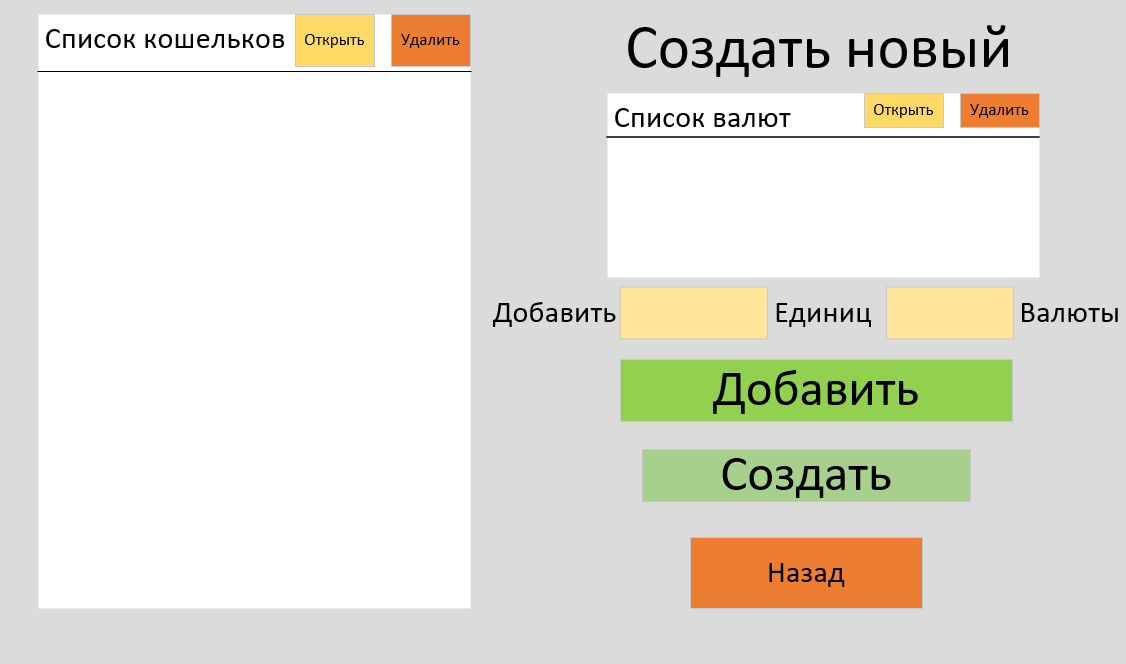 Список кошельков Открыть Удалить
Создать новый
Список валют Открыть Удалить
Добавить Единиц Валюты
Добавить
Создать
Назад